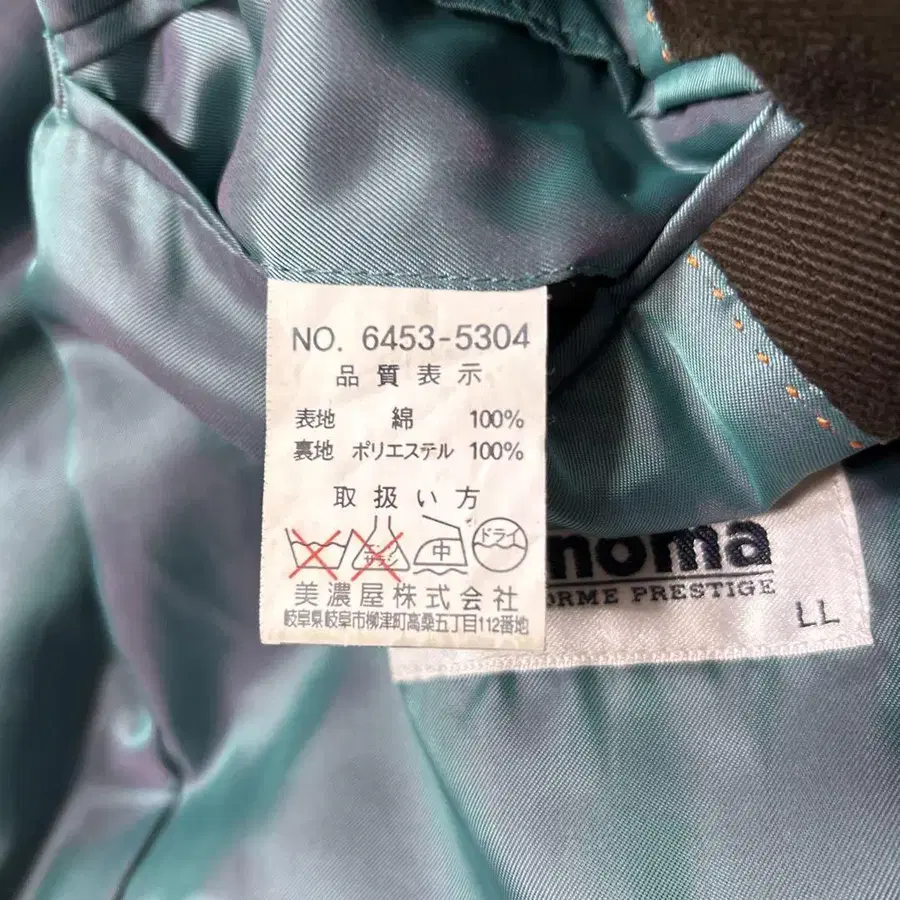 NO. 6453-5304
品質表示
表地 綿 100%
裏地 ポリエステル 100%
取扱い方
中 ドライ
美濃屋株式会社
岐阜県岐阜市柳津町高桑五丁目112番地
noma
ORME PRESTIGE
LL